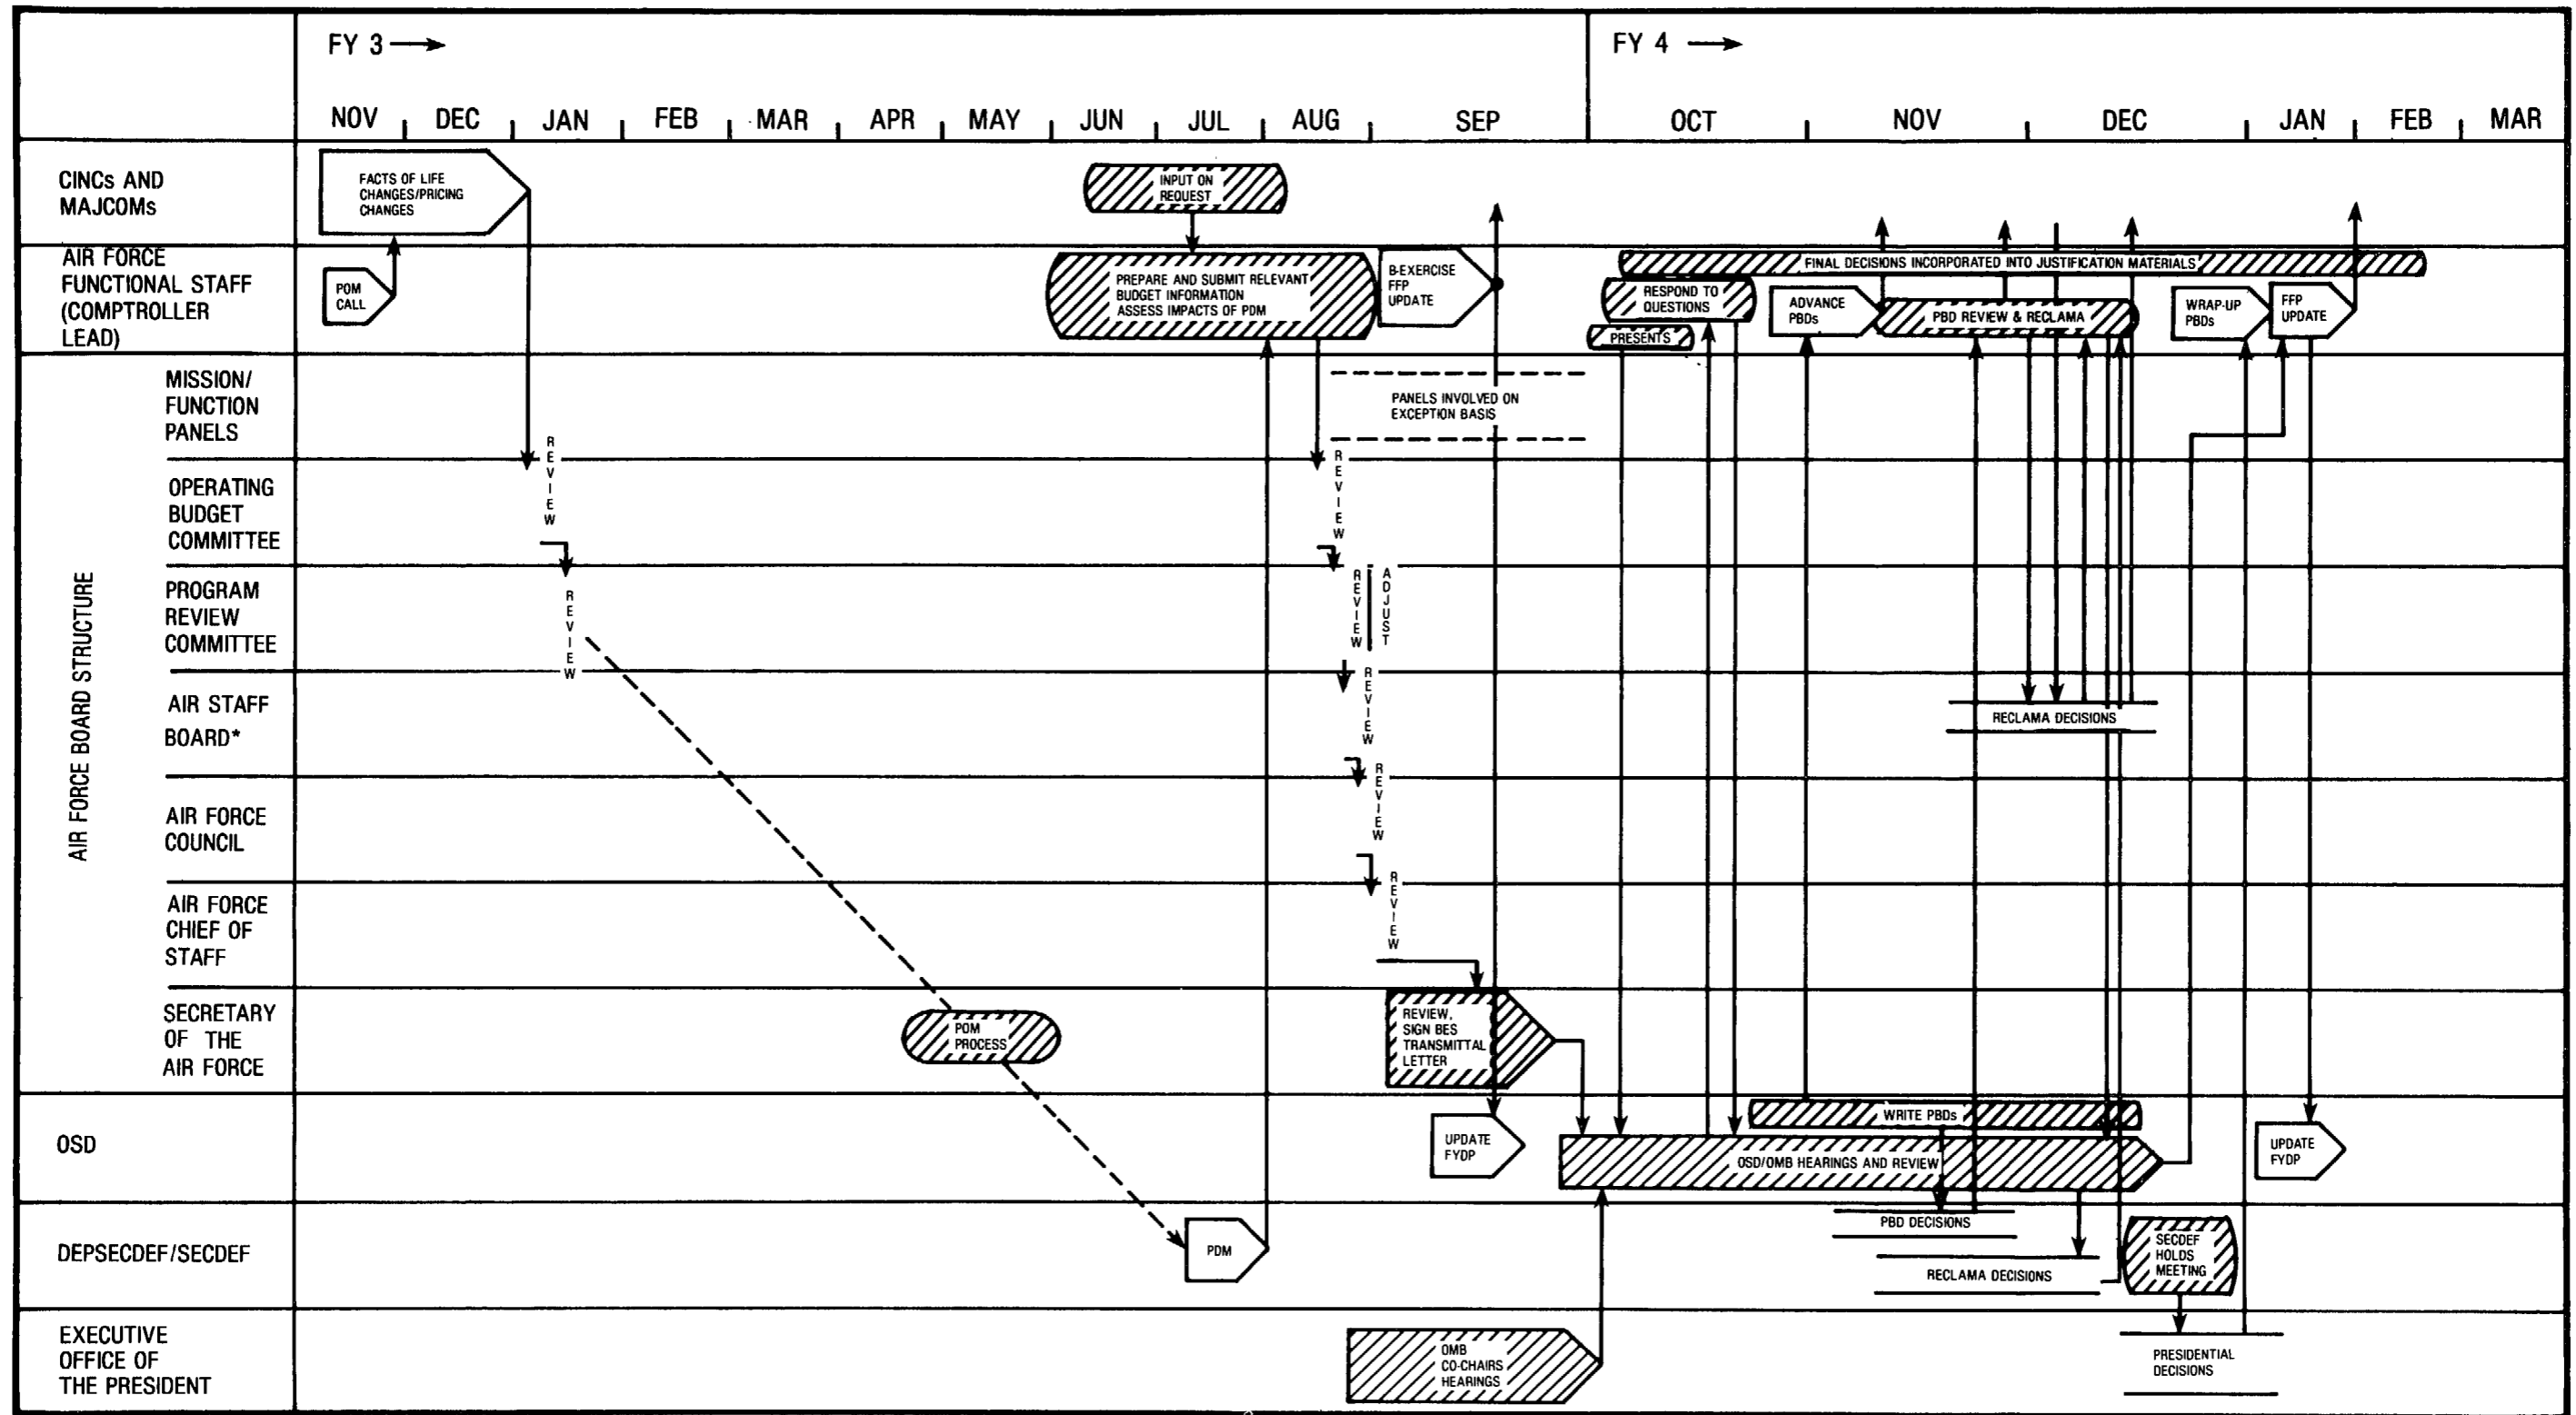 FY 3
FY 4
NOV DEC JAN FEB MAR APR MAY JUN JUL AUG SEP OCT NOV DEC JAN FEB MAR
CINCs AND
MAJCOMs
FACTS OF LIFE
CHANGES/PRICING
CHANGES
INPUT ON
REQUEST
AIR FORCE
FUNCTIONAL STAFF
(COMPTROLLER
LEAD)
POM
CALL
PREPARE AND SUBMIT RELEVANT
BUDGET INFORMATION
ASSESS IMPACTS OF PDM
B-EXERCISE
FFP
UPDATE
FINAL DECISIONS INCORPORATED INTO JUSTIFICATION MATERIALS
RESPOND TO
QUESTIONS
PRESENTS
ADVANCE
PBDs
PBD REVIEW & RECLAMA
WRAP-UP
PBDs
FFP
UPDATE
AIR FORCE BOARD STRUCTURE
MISSION/
FUNCTION
PANELS
PANELS INVOLVED ON
EXCEPTION BASIS
OPERATING
BUDGET
COMMITTEE
REVIEW
REVIEW
PROGRAM
REVIEW
COMMITTEE
REVIEW
REVIEW
ADJUST
AIR STAFF
BOARD*
REVIEW
RECLAMA DECISIONS
AIR FORCE
COUNCIL
REVIEW
AIR FORCE
CHIEF OF
STAFF
REVIEW
SECRETARY
OF THE
AIR FORCE
POM
PROCESS
REVIEW,
SIGN BES
TRANSMITTAL
LETTER
OSD
UPDATE
FYDP
WRITE PBDs
OSD/OMB HEARINGS AND REVIEW
UPDATE
FYDP
DEPSECDEF/SECDEF
PDM
PBD DECISIONS
RECLAMA DECISIONS
SECDEF
HOLDS
MEETING
EXECUTIVE
OFFICE OF
THE PRESIDENT
OMB
CO-CHAIRS
HEARINGS
PRESIDENTIAL
DECISIONS